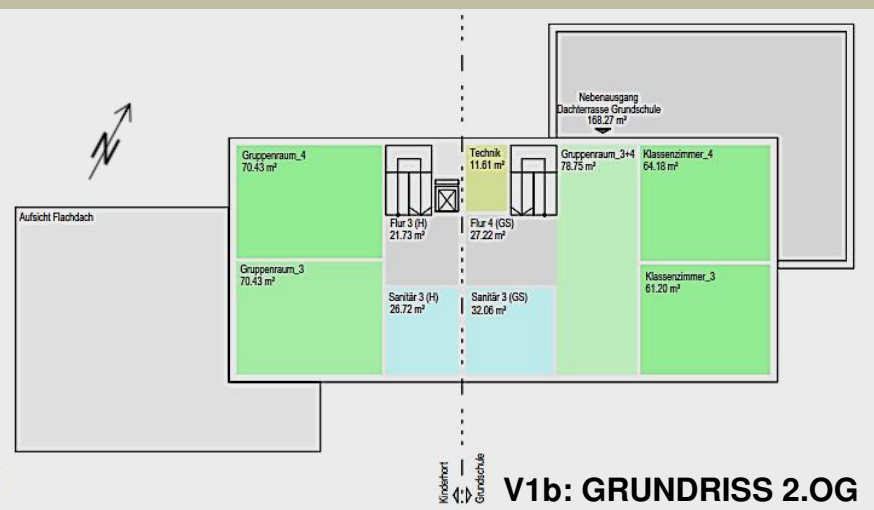 Nebenausgang
Dachterrasse Grundschule
168.27 m²
N
Gruppenraum_4
70.43 m²
Technik
11.61 m²
Gruppenraum_3+4
78.75 m²
Klassenzimmer_4
64.18 m²
Aufsicht Flachdach
Flur 3 (H)
21.73 m²
Flur 4 (GS)
27.22 m²
Gruppenraum_3
70.43 m²
Klassenzimmer_3
61.20 m²
Sanitär 3 (H)
26.72 m²
Sanitär 3 (GS)
32.06 m²
Kinderhort
Grundschule
V1b: GRUNDRISS 2.OG